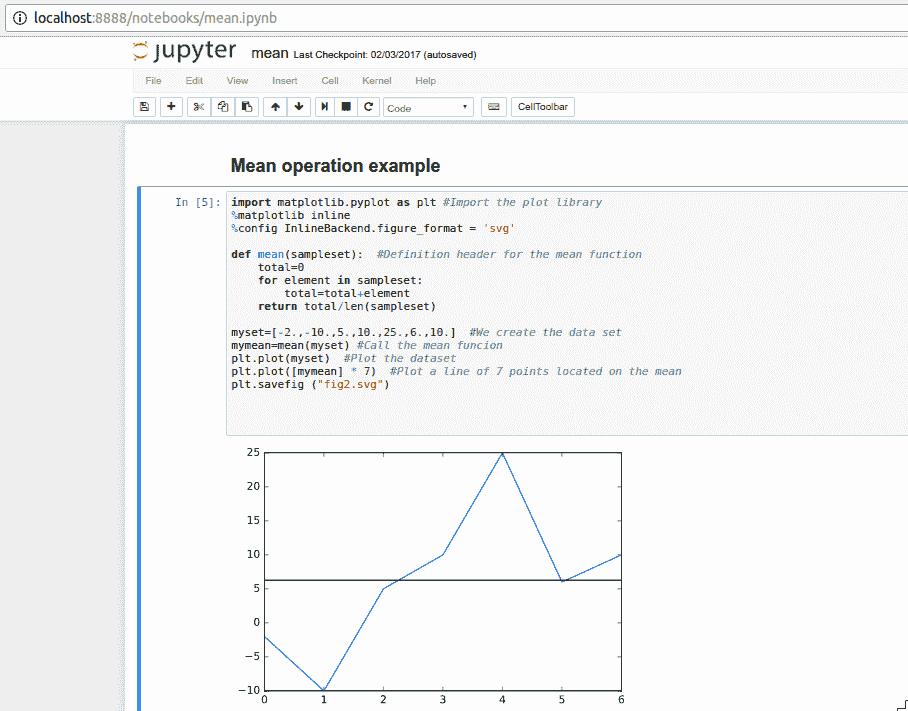 localhost:8888/notebooks/mean.ipynb
jupyter mean Last Checkpoint: 02/03/2017 (autosaved)
File Edit View Insert Cell Kernel Help
Code CellToolbar
Mean operation example
In [5]: import matplotlib.pyplot as plt #Import the plot library
%matplotlib inline
%config InlineBackend.figure_format = 'svg'
def mean(sampleset): #Definition header for the mean function
total=0
for element in sampleset:
total=total+element
return total/len(sampleset)
myset=[-2.,-10.,5.,10.,25.,6.,10.] #We create the data set
mymean=mean(myset) #Call the mean funcion
plt.plot(myset) #Plot the dataset
plt.plot([mymean] * 7) #Plot a line of 7 points located on the mean
plt.savefig ("fig2.svg")
25
20
15
10
5
0
−5
−10
0 1 2 3 4 5 6